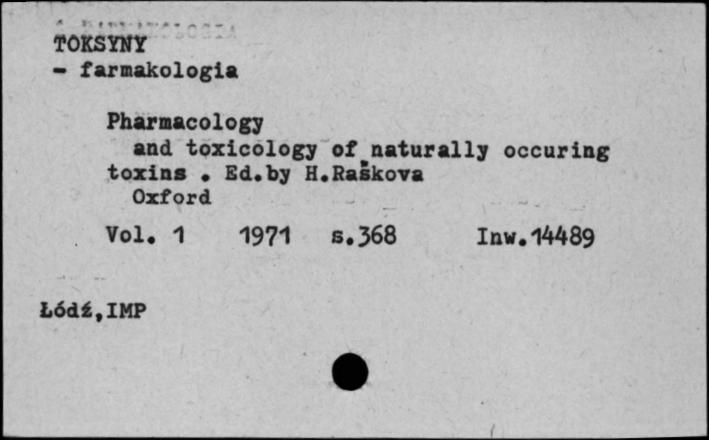 TOKSYNY
- farmakologia
Pharmacology
and toxicology of naturally occuring
toxins . Ed.by H.Raškova
Oxford
Vol. 1 1971 s.368 Inw.14489
Łódź,IMP